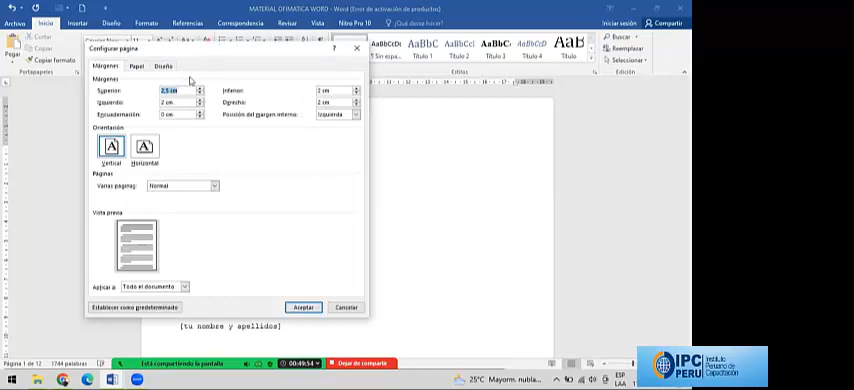 MATERIAL OFIMATICA WORD - Word (Error de activación de productos)
Iniciar sesión
Compartir
Archivo Inicio Insertar Diseño Formato Referencias Correspondencia Revisar Vista Nitro Pro 10 ¿Qué desea hacer?
Cortar
Copiar
Pegar
Copiar formato
Portapapeles
AaBbCcDc AaBbC AaBbCc AaBbC AaBbCcD AaB
¶ Sin espa... Título 1 Título 2 Título 3 Título 4 Título
Estilos
Buscar
Reemplazar
Seleccionar
Configurar página
? ×
Márgenes Papel Diseño
Márgenes
Superior: 2,5 cm Inferior: 2 cm
Izquierdo: 2 cm Derecho: 2 cm
Encuadernación: 0 cm Posición del margen interno: Izquierda
Orientación
Vertical Horizontal
Páginas
Varias páginas: Normal
Vista previa
Aplicar a: Todo el documento
Establecer como predeterminado Aceptar Cancelar
[tu nombre y apellidos]
Página 1 de 12 1744 palabras
Está compartiendo la pantalla 00:49:54 Dejar de compartir
25°C Mayorm. nubla...
ESP
LAA
IPC
PERU
Instituto
Peruano de
Capacitación